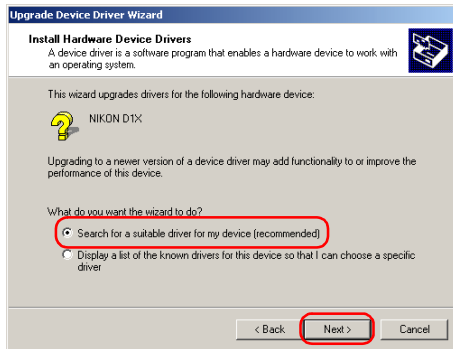 Upgrade Device Driver Wizard
Install Hardware Device Drivers
A device driver is a software program that enables a hardware device to work with
an operating system.
This wizard upgrades drivers for the following hardware device:
NIKON D1X
Upgrading to a newer version of a device driver may add functionality to or improve the
performance of this device.
What do you want the wizard to do?
Search for a suitable driver for my device (recommended)
Display a list of the known drivers for this device so that I can choose a specific
driver
< Back
Next >
Cancel